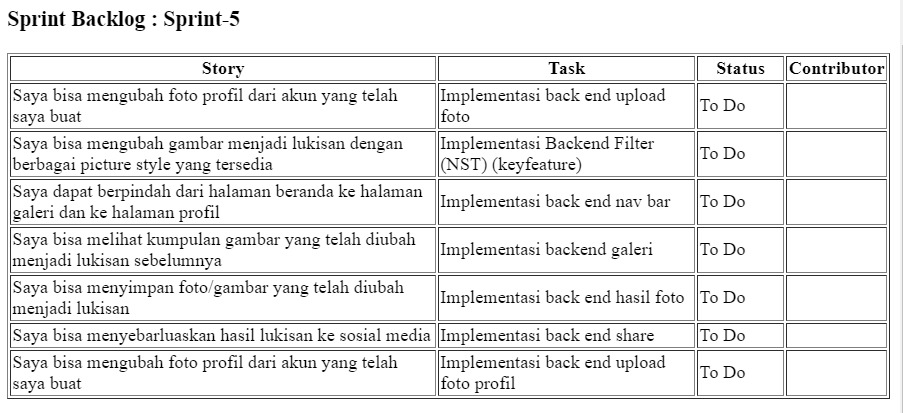 Sprint Backlog : Sprint-5
Story Task Status Contributor
Saya bisa mengubah foto profil dari akun yang telah
saya buat
Implementasi back end upload
foto
To Do
Saya bisa mengubah gambar menjadi lukisan dengan
berbagai picture style yang tersedia
Implementasi Backend Filter
(NST) (keyfeature)
To Do
Saya dapat berpindah dari halaman beranda ke halaman
galeri dan ke halaman profil
Implementasi back end nav bar
To Do
Saya bisa melihat kumpulan gambar yang telah diubah
menjadi lukisan sebelumnya
Implementasi backend galeri
To Do
Saya bisa menyimpan foto/gambar yang telah diubah
menjadi lukisan
Implementasi back end hasil foto
To Do
Saya bisa menyebarluaskan hasil lukisan ke sosial media
Implementasi back end share
To Do
Saya bisa mengubah foto profil dari akun yang telah
saya buat
Implementasi back end upload
foto profil
To Do